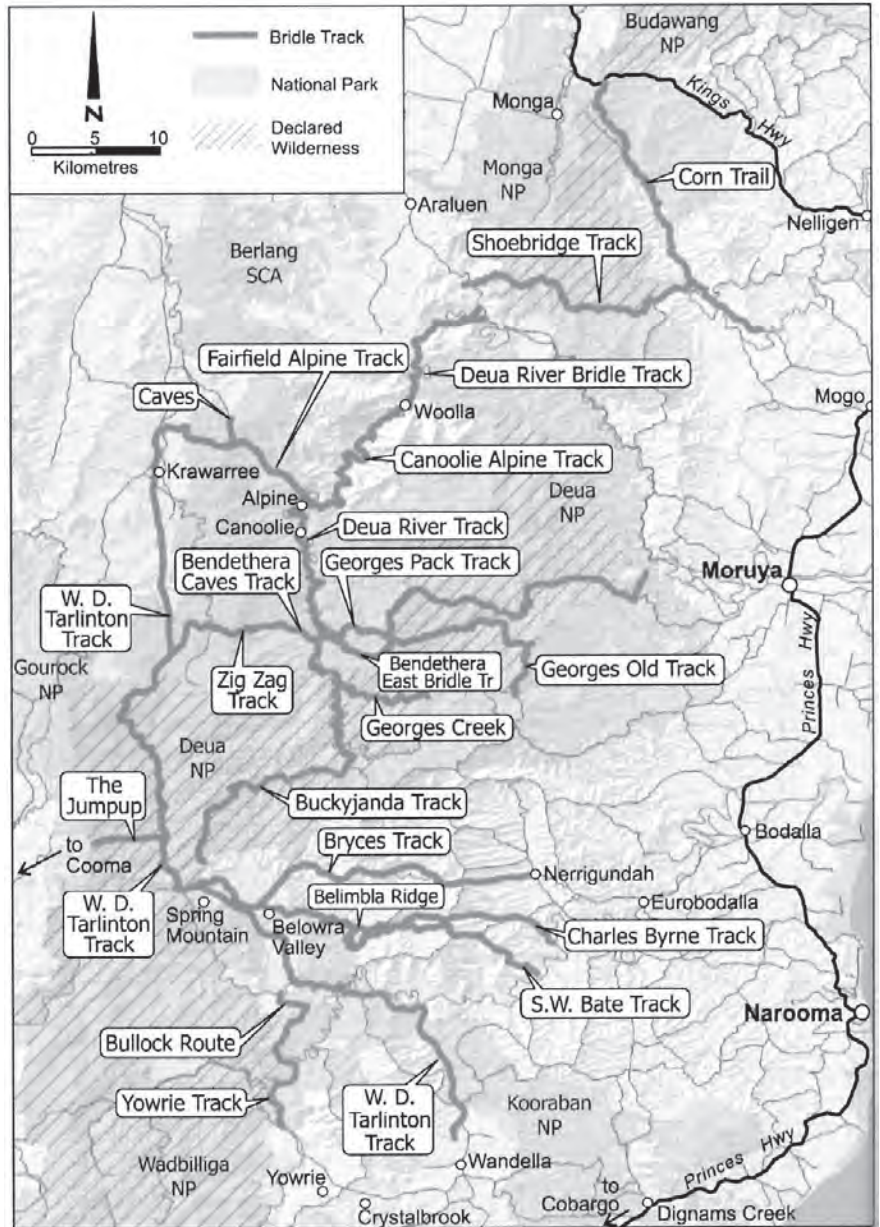 Bridle Track
National Park
Declared
Wilderness
N
0 5 10
Kilometres
Budawang
NP
Kings
Hwy
Monga
Monga
NP
Corn Trail
Nelligen
Araluen
Shoebridge Track
Berlang
SCA
Fairfield Alpine Track
Deua River Bridle Track
Caves
Woolla
Mogo
Krawarree
Canoolie Alpine Track
Alpine
Deua
NP
Canoolie
Deua River Track
Bendethera
Caves Track
Georges Pack Track
Moruya
W. D.
Tarlinton
Track
Gourock
NP
Zig Zag
Track
Bendethera
East Bridle Tr
Georges Old Track
Princes Hwy
Georges Creek
Deua
NP
The
Jumpup
Buckyjanda Track
to
Cooma
Bryces Track
Bodalla
Nerrigundah
W. D.
Tarlinton
Track
Spring
Mountain
Belimbla Ridge
Eurobodalla
Belowra
Valley
Charles Byrne Track
S.W. Bate Track
Narooma
Bullock Route
Yowrie Track
W. D.
Tarlinton
Track
Kooraban
NP
Wadbilliga
NP
Yowrie
Wandella
Princes Hwy
to
Cobargo
Crystalbrook
Dignams Creek